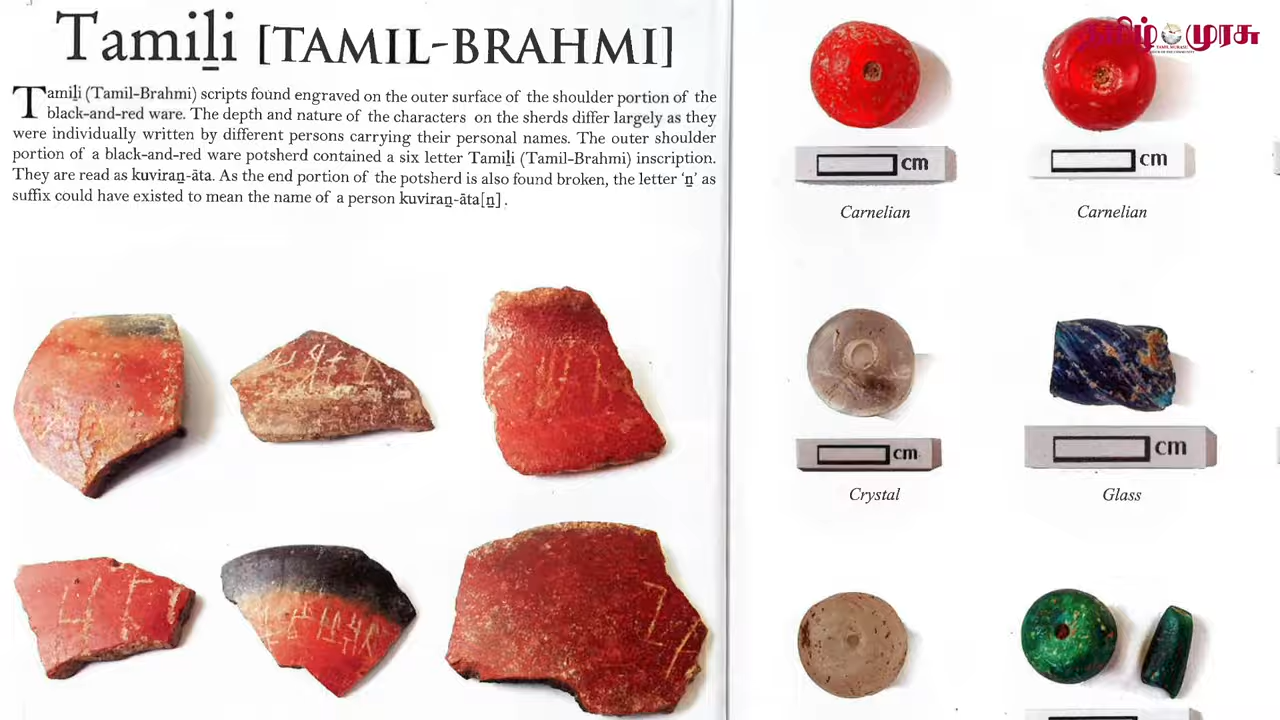 Tamiḻi [TAMIL-BRAHMI]
Tamiḻi (Tamil-Brahmi) scripts found engraved on the outer surface of the shoulder portion of the
black-and-red ware. The depth and nature of the characters on the sherds differ largely as they
were individually written by different persons carrying their personal names. The outer shoulder
portion of a black-and-red ware potsherd contained a six letter Tamiḻi (Tamil-Brahmi) inscription.
They are read as kuviraṉ-āta. As the end portion of the potsherd is also found broken, the letter ‘ṉ’ as
suffix could have existed to mean the name of a person kuviraṉ-āta[ṉ].
தமிழ் முரசு
cm
cm
Carnelian
Carnelian
cm
cm
Crystal
Glass